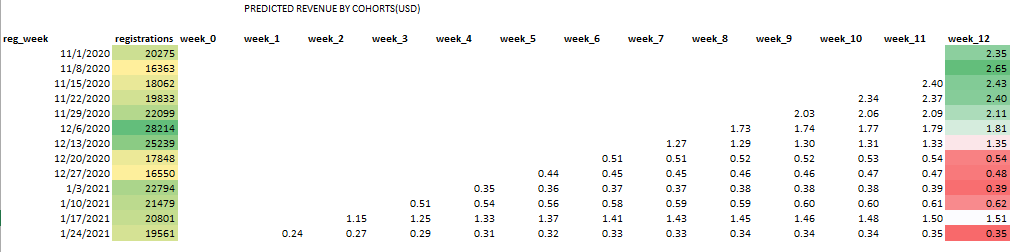 PREDICTED REVENUE BY COHORTS(USD)
reg_week registrations week_0 week_1 week_2 week_3 week_4 week_5 week_6 week_7 week_8 week_9 week_10 week_11 week_12
11/1/2020 20275 2.35
11/8/2020 16363 2.65
11/15/2020 18062 2.40 2.43
11/22/2020 19833 2.34 2.37 2.40
11/29/2020 22099 2.03 2.06 2.09 2.11
12/6/2020 28214 1.73 1.74 1.77 1.79 1.81
12/13/2020 25239 1.27 1.29 1.30 1.31 1.33 1.35
12/20/2020 17848 0.51 0.51 0.52 0.52 0.53 0.54 0.54
12/27/2020 16550 0.44 0.45 0.45 0.46 0.46 0.47 0.47 0.48
1/3/2021 22794 0.35 0.36 0.37 0.37 0.38 0.38 0.38 0.39 0.39
1/10/2021 21479 0.51 0.54 0.56 0.58 0.59 0.59 0.60 0.60 0.61 0.62
1/17/2021 20801 1.15 1.25 1.33 1.37 1.41 1.43 1.45 1.46 1.48 1.50 1.51
1/24/2021 19561 0.24 0.27 0.29 0.31 0.32 0.33 0.33 0.34 0.34 0.34 0.35 0.35